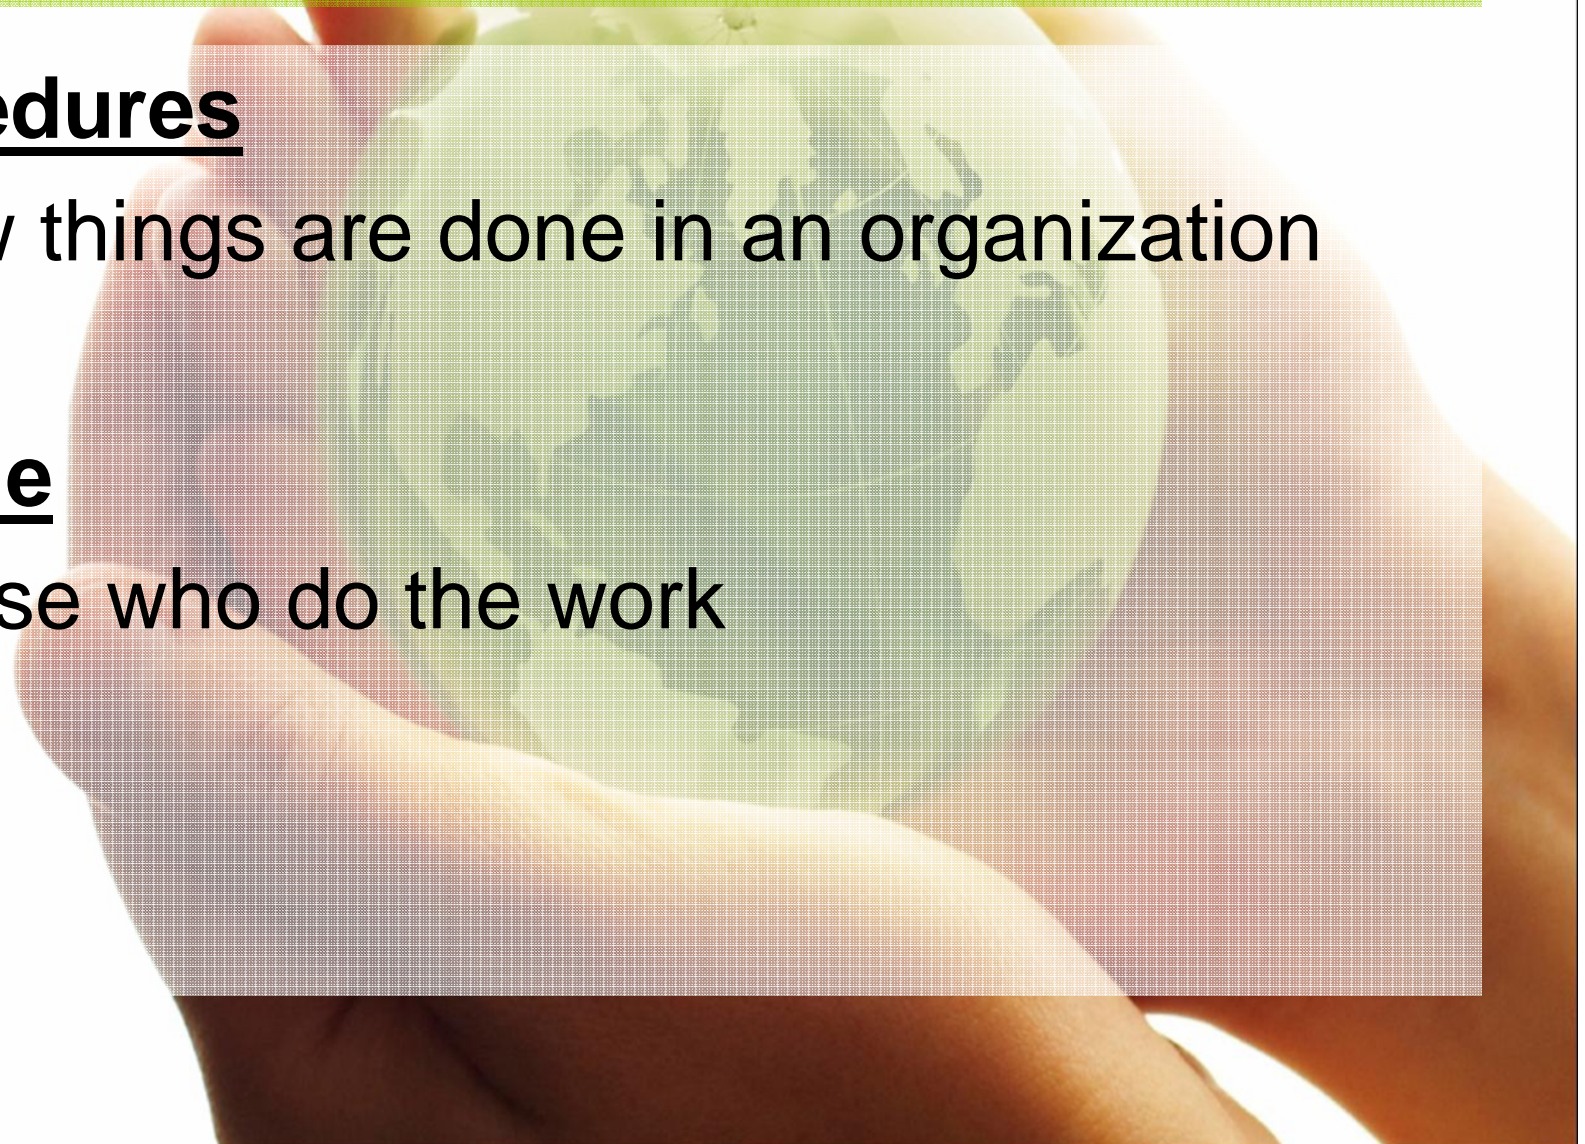 edures
things are done in an organization
e
se who do the work